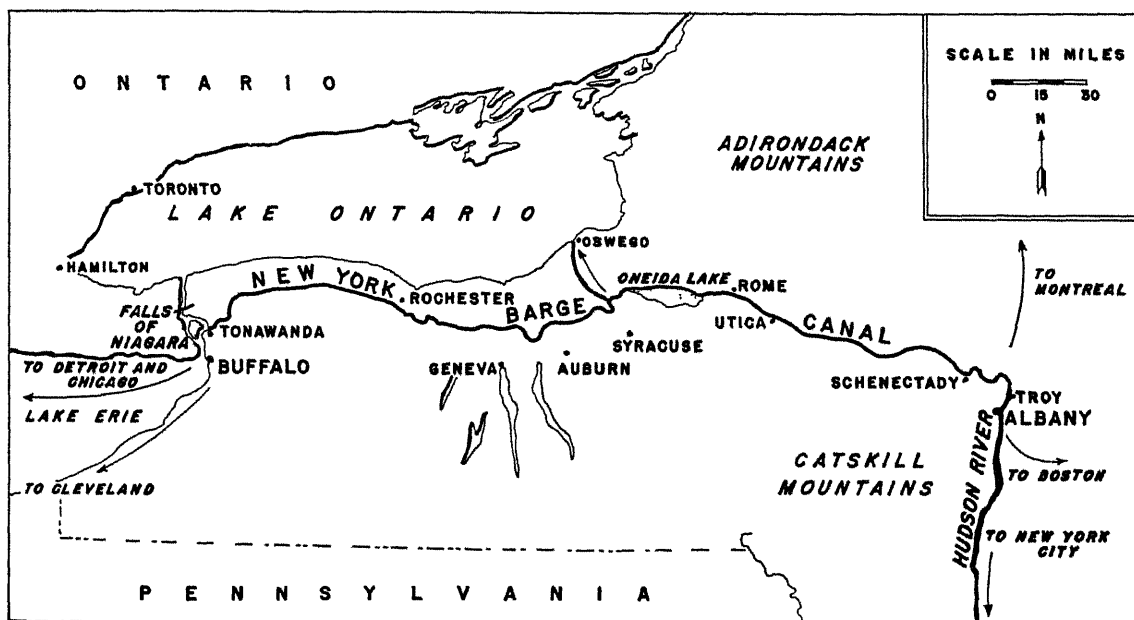 ONTARIO
SCALE IN MILES
0 15 30
N
ADIRONDACK
MOUNTAINS
TORONTO
LAKE ONTARIO
OSWEGO
HAMILTON
NEW YORK
ONEIDA LAKE
ROME
TO
MONTREAL
ROCHESTER
BARGE
FALLS
OF
NIAGARA
TONAWANDA
UTICA
CANAL
SYRACUSE
BUFFALO
TO DETROIT AND
CHICAGO
GENEVA
AUBURN
SCHENECTADY
TROY
ALBANY
LAKE ERIE
CATSKILL
MOUNTAINS
HUDSON RIVER
TO BOSTON
TO CLEVELAND
TO NEW YORK
CITY
PENNSYLVANIA